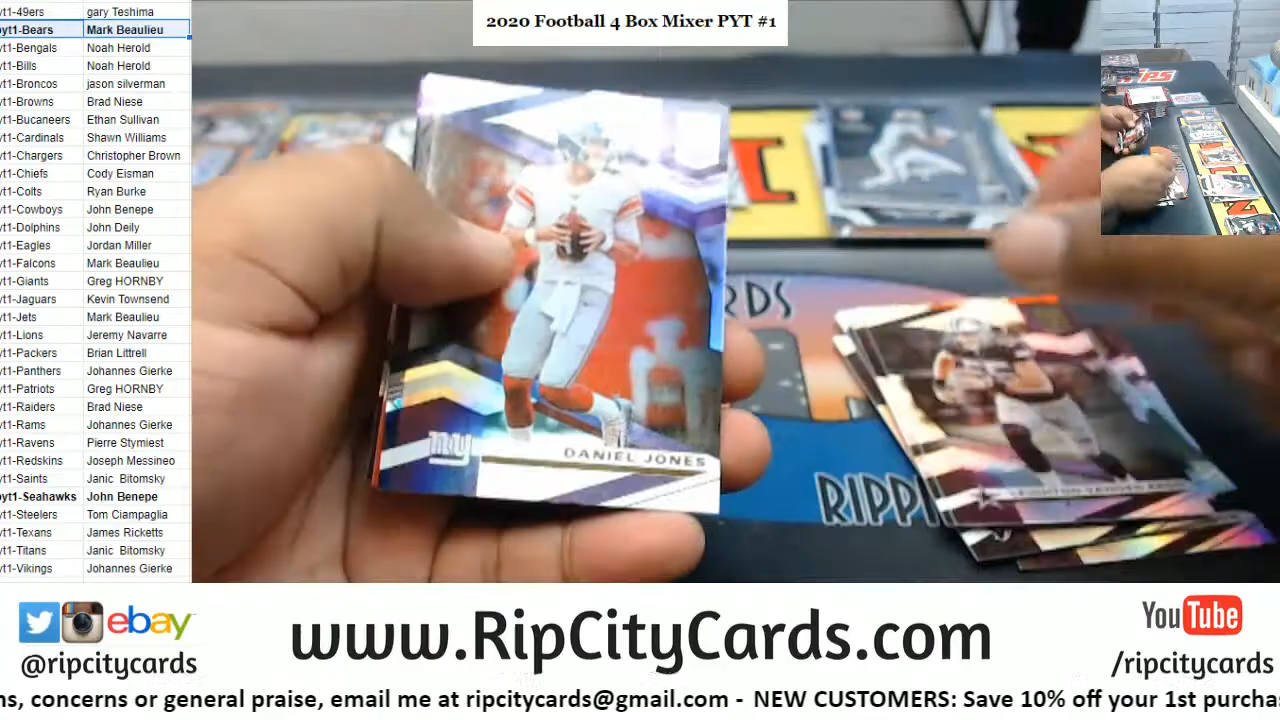 yt1-49ers gary Teshima
pyt1-Bears Mark Beaulieu
yt1-Bengals Noah Herold
yt1-Bills Noah Herold
yt1-Broncos jason silverman
yt1-Browns Brad Niese
yt1-Bucaneers Ethan Sullivan
yt1-Cardinals Shawn Williams
yt1-Chargers Christopher Brown
yt1-Chiefs Cody Eisman
yt1-Colts Ryan Burke
yt1-Cowboys John Benepe
yt1-Dolphins John Deily
yt1-Eagles Jordan Miller
yt1-Falcons Mark Beaulieu
yt1-Giants Greg HORNBY
yt1-Jaguars Kevin Townsend
yt1-Jets Mark Beaulieu
yt1-Lions Jeremy Navarre
yt1-Packers Brian Littrell
yt1-Panthers Johannes Gierke
yt1-Patriots Greg HORNBY
yt1-Raiders Brad Niese
yt1-Rams Johannes Gierke
yt1-Ravens Pierre Stymiest
yt1-Redskins Joseph Messineo
yt1-Saints Janic Bitomsky
pyt1-Seahawks John Benepe
yt1-Steelers Tom Ciampaglia
yt1-Texans James Ricketts
yt1-Titans Janic Bitomsky
yt1-Vikings Johannes Gierke
2020 Football 4 Box Mixer PYT #1
NY
DANIEL JONES
RDS
RIPPI
ebay
@ripcitycards
www.RipCityCards.com
YouTube
/ripcitycards
ns, concerns or general praise, email me at ripcitycards@gmail.com - NEW CUSTOMERS: Save 10% off your 1st purcha